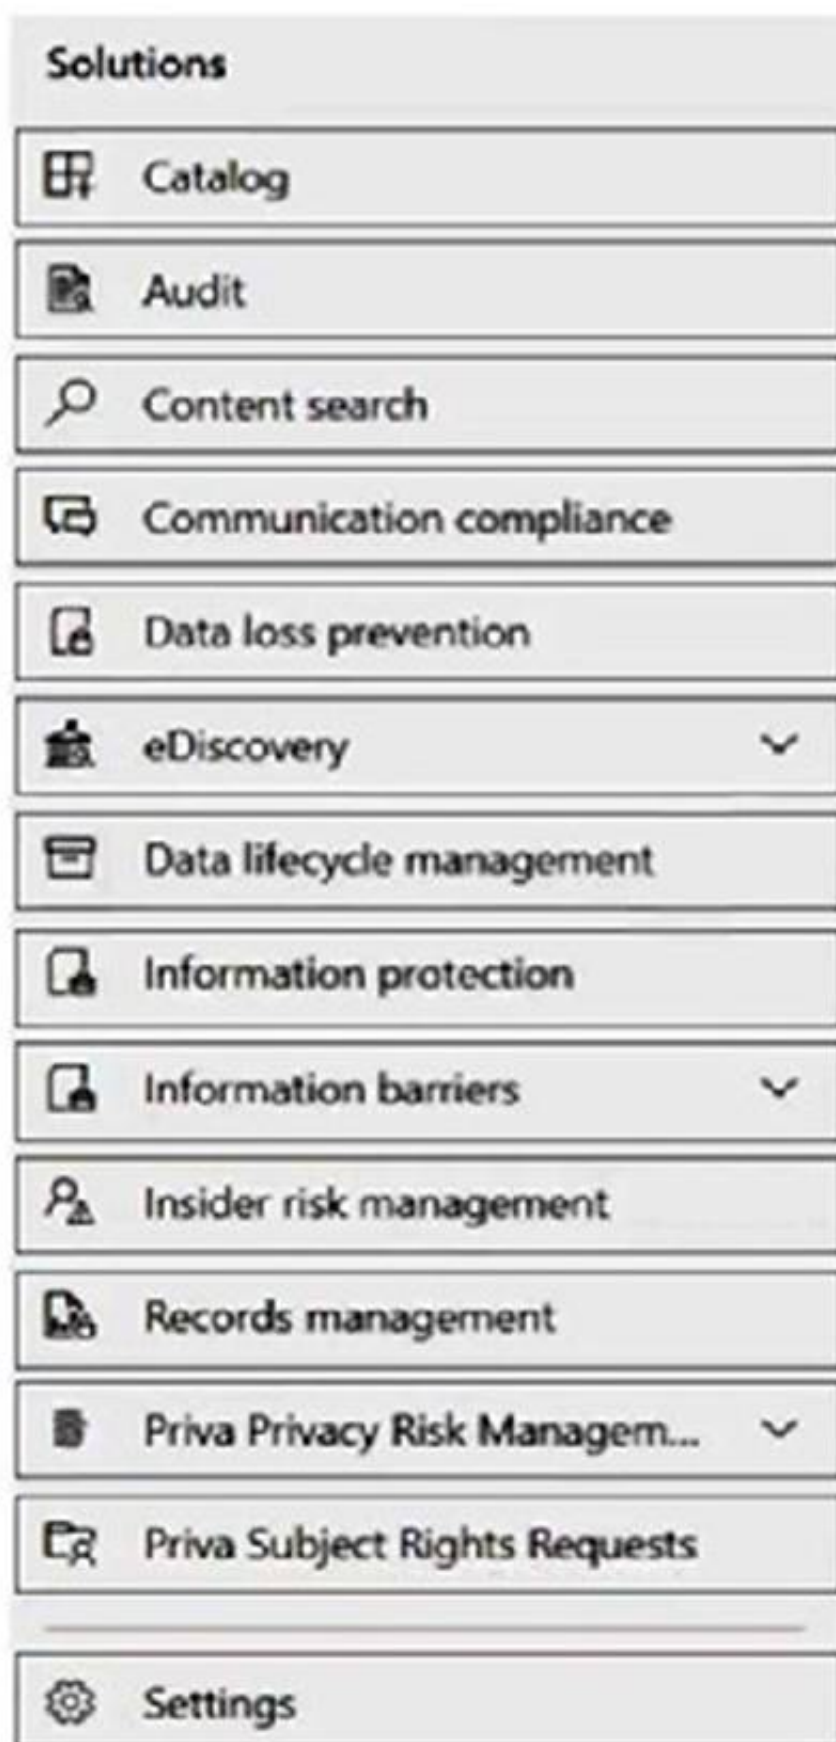 Solutions
Catalog
Audit
Content search
Communication compliance
Data loss prevention
eDiscovery
Data lifecycle management
Information protection
Information barriers
Insider risk management
Records management
Priva Privacy Risk Managem...
Priva Subject Rights Requests
Settings